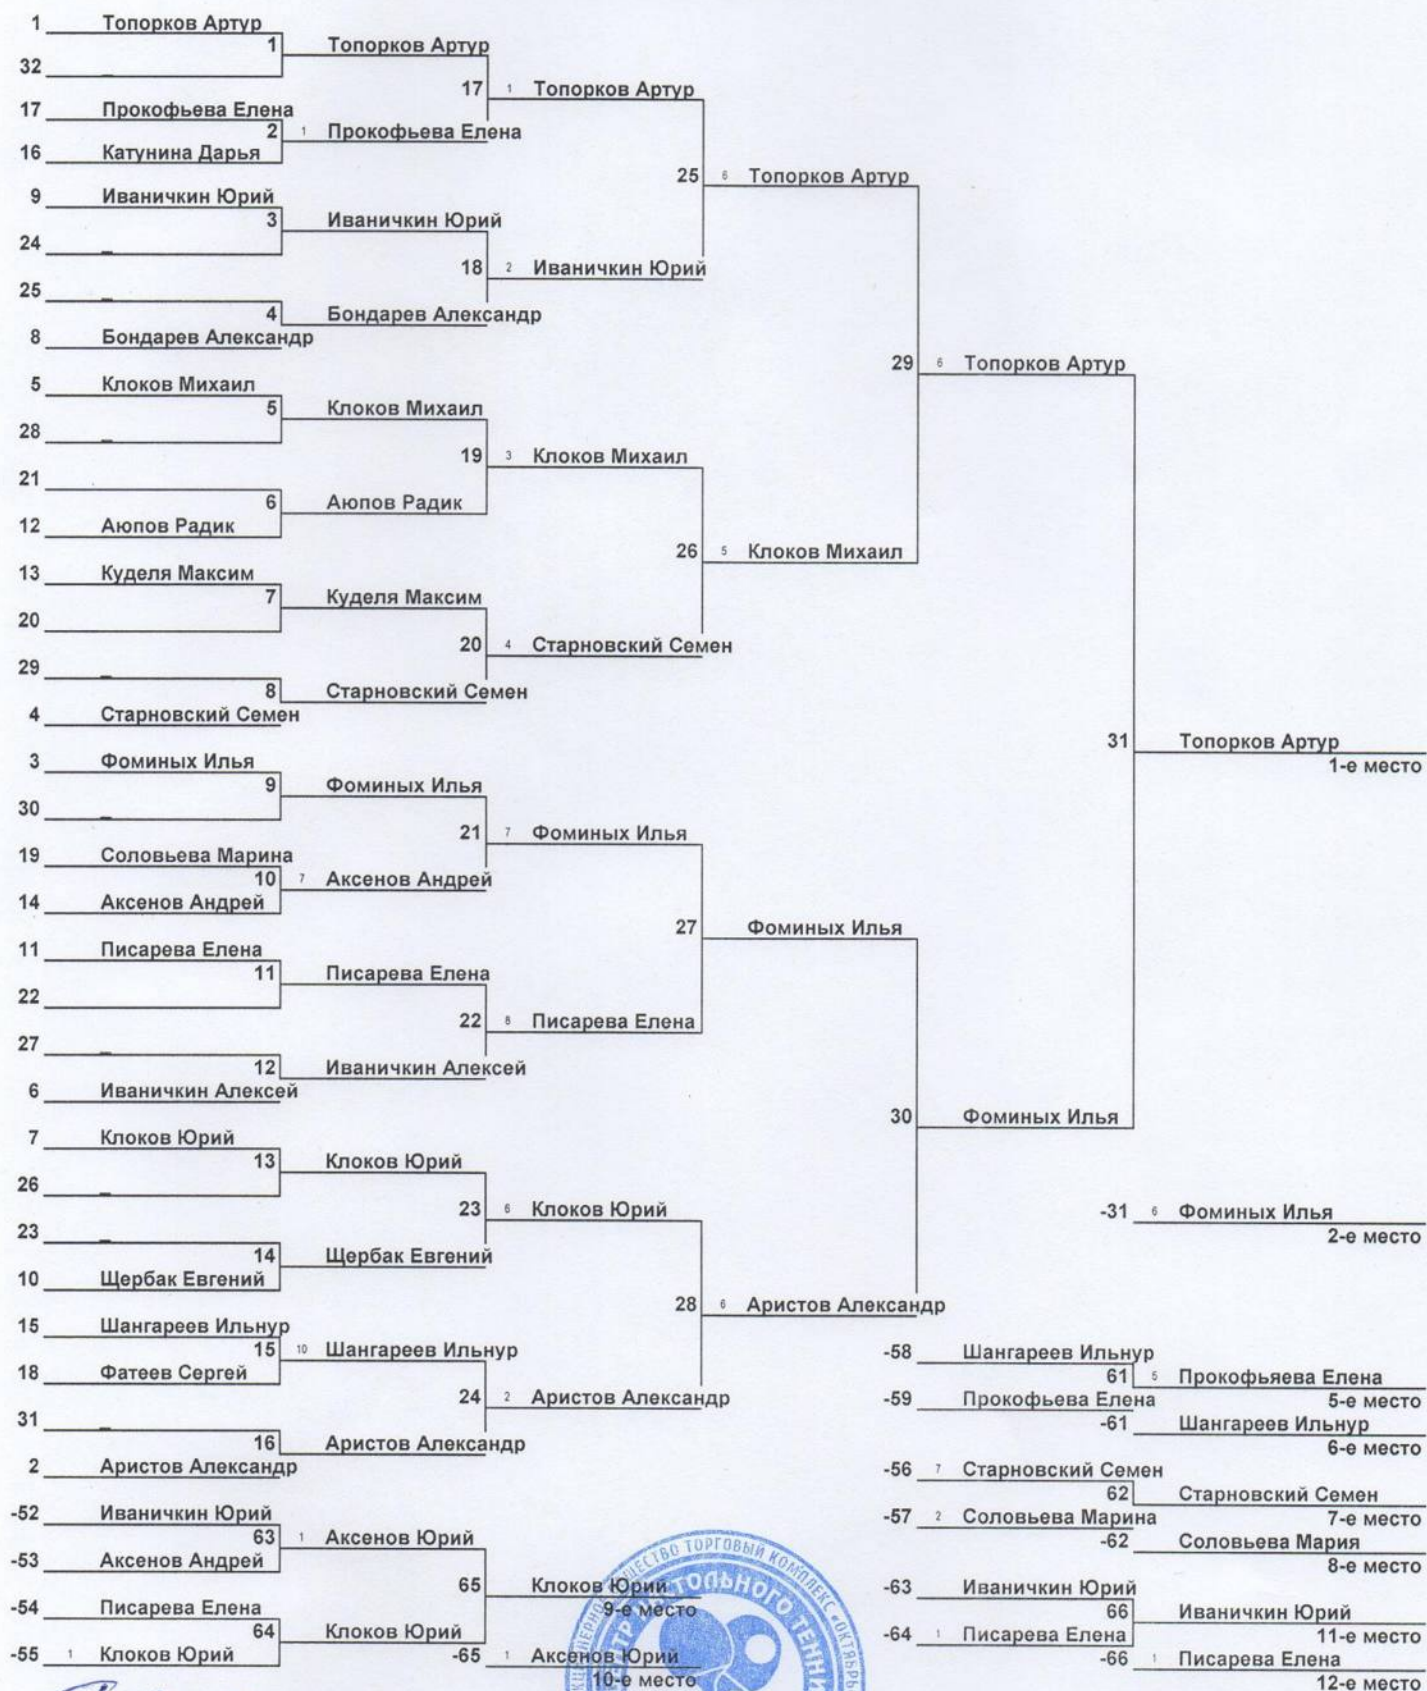 1 Топорков Артур
1 Топорков Артур
32 _
17 1 Топорков Артур
17 Прокофьева Елена
2 1 Прокофьева Елена
16 Катунина Дарья
25 6 Топорков Артур
9 Иваничкин Юрий
3 Иваничкин Юрий
24 _
18 2 Иваничкин Юрий
25 _
4 Бондарев Александр
8 Бондарев Александр
29 6 Топорков Артур
5 Клоков Михаил
5 Клоков Михаил
28 _
19 3 Клоков Михаил
21
6 Аюпов Радик
12 Аюпов Радик
26 5 Клоков Михаил
13 Куделя Максим
7 Куделя Максим
20
20 4 Старновский Семен
29 _
8 Старновский Семен
4 Старновский Семен
31 Топорков Артур
1-е место
3 Фоминых Илья
9 Фоминых Илья
30 _
21 7 Фоминых Илья
19 Соловьева Марина
10 7 Аксенов Андрей
14 Аксенов Андрей
27 Фоминых Илья
11 Писарева Елена
11 Писарева Елена
22
22 8 Писарева Елена
27 _
12 Иваничкин Алексей
6 Иваничкин Алексей
30 Фоминых Илья
7 Клоков Юрий
13 Клоков Юрий
26 _
23 6 Клоков Юрий
-31 6 Фоминых Илья
2-е место
23 _
14 Щербак Евгений
10 Щербак Евгений
28 6 Аристов Александр
15 Шангареев Ильнур
15 10 Шангареев Ильнур
18 Фатеев Сергей
24 2 Аристов Александр
31 _
16 Аристов Александр
2 Аристов Александр
-58 Шангареев Ильнур
61 5 Прокофьяева Елена
5-е место
-59 Прокофьева Елена
-61 Шангареев Ильнур
6-е место
-56 7 Старновский Семен
62 Старновский Семен
7-е место
-57 2 Соловьева Марина
-62 Соловьева Мария
8-е место
-52 Иваничкин Юрий
63 1 Аксенов Юрий
-53 Аксенов Андрей
65 Клоков Юрий
9-е место
-54 Писарева Елена
64 Клоков Юрий
-55 1 Клоков Юрий
-65 1 Аксенов Юрий
10-е место
-63 Иваничкин Юрий
66 Иваничкин Юрий
11-е место
-64 1 Писарева Елена
-66 1 Писарева Елена
12-е место
ТОРГОВЫЙ КОМПЛЕКС «ОКТЯБРЬ